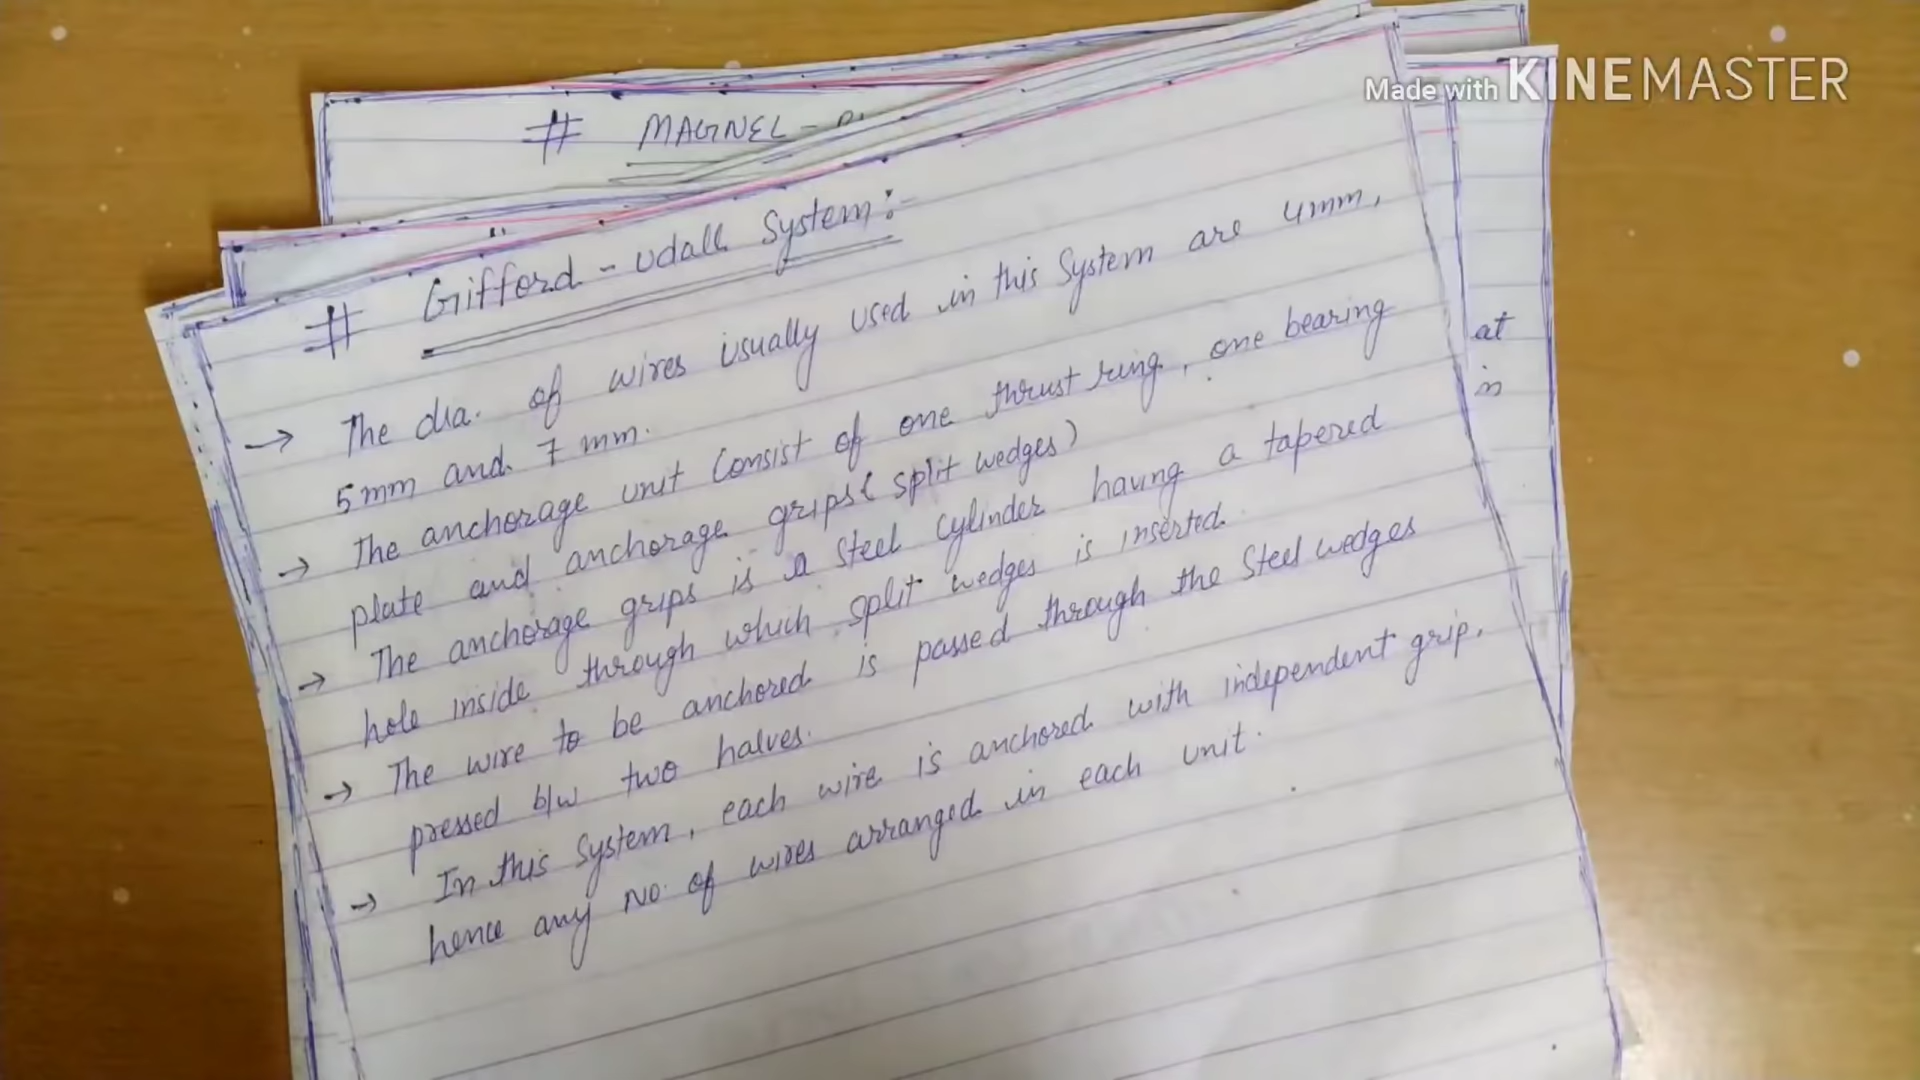 Made with KINEMASTER
# MAGNEL -
# Gifford - Udall System :-
→ The dia. of wires usually used in this System are 4mm,
5mm and 7 mm.
→ The anchorage unit consist of one thrust ring, one bearing
plate and anchorage grips ( split wedges)
→ The anchorage grips is a steel cylinder having a tapered
hole inside through which split wedges is inserted.
→ The wire to be anchored is passed through the steel wedges
pressed b/w two halves.
→ In this System, each wire is anchored with independent grip,
hence any no. of wires arranged in each unit.
at
in